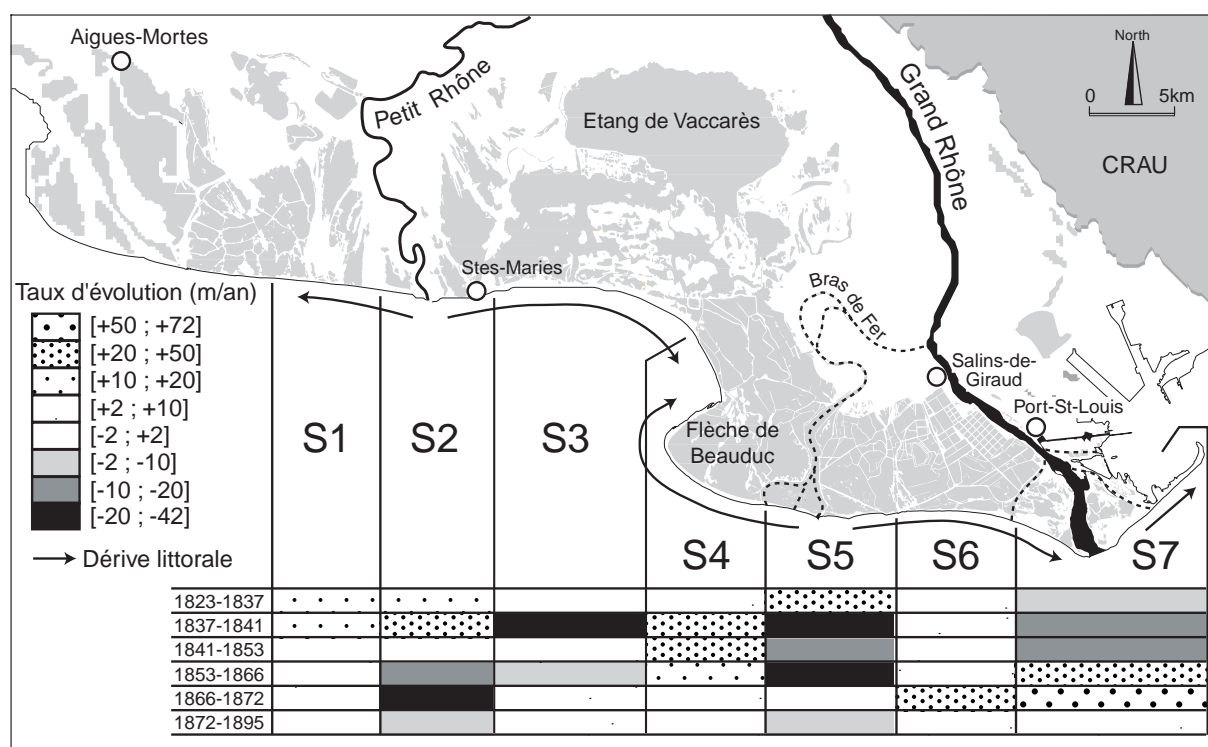 Aigues-Mortes
Petit Rhône
Etang de Vaccarès
Grand Rhône
North
0 5km
CRAU
Stes-Maries
Bras de Fer
Salins-de-
Giraud
Port-St-Louis
Flèche de
Beauduc
Taux d'évolution (m/an)
[+50 ; +72]
[+20 ; +50]
[+10 ; +20]
[+2 ; +10]
[-2 ; +2]
[-2 ; -10]
[-10 ; -20]
[-20 ; -42]
Dérive littorale
S1 S2 S3 S4 S5 S6 S7
1823-1837
1837-1841
1841-1853
1853-1866
1866-1872
1872-1895